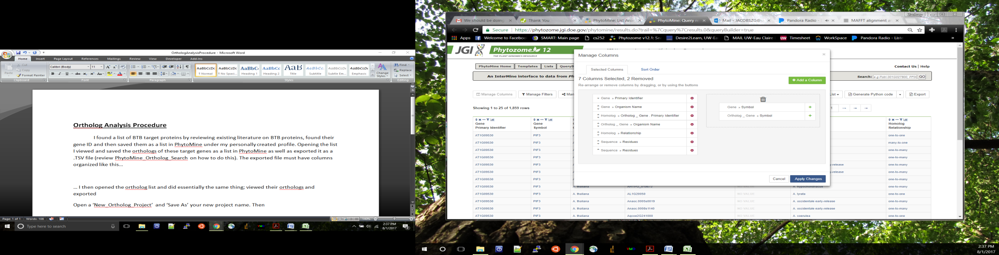 OrthologAnalysisProcedure - Microsoft Word
Home Insert Page Layout References Mailings Review View Developer Add-Ins
Cut
Copy
Paste
Format Painter
Calibri (Body) 11
AaBbCcDc AaBbCcDc AaBbC AaBbCc AaB AaBbCc. AaBbCcDc AaBbCcDc
¶ Normal ¶ No Spaci... Heading 1 Heading 2 Title Subtitle Subtle Em... Emphasis
Change Styles
Find
Replace
Select
Clipboard Font Paragraph Styles Editing
Ortholog Analysis Procedure
I found a list of BTB target proteins by reviewing existing literature on BTB proteins, found their
gene ID and then saved them as a list in PhytoMine under my personally created profile. Opening the list
I viewed and saved the orthologs of these target genes as a list in PhytoMine as well as exported it as a
.TSV file (review PhytoMine_Ortholog_Search on how to do this). The exported file must have columns
organized like this...
... I then opened the ortholog list and did essentially the same thing; viewed their orthologs and
exported
Open a ‘New_Ortholog_Project’ and ‘Save As’ your new project name. Then
Page: 1 of 1 Words: 108 140%
Type here to search
2:37 PM
8/1/2017
Zachary
We should be doing
Thank You
PhytoMine: List Ana
PhytoMine: Query re
Mail - JACOBSZG@u
Pandora Radio -
MAFFT alignment a
Secure https://phytozome.jgi.doe.gov/phytomine/results.do?trail=%7Cquery%7Cresults.0&queryBuilder=true
Apps Welcome to Faceboo SMART: Main page cs252 Phytozome v12.1: Se Desire2Learn, UW-Ea MAIL UW-Eau Claire Timesheet WorkSpace Pandora Radio - Liste »
JGI Phytozome 12
THE PLANT GENOMICS RESOURCE
PhytoMine Home Templates Lists QueryB
Contact Us | Help
An InterMine interface to data from Ph
Search: e.g Potri.001G027800, PF0 GO
Manage Columns Manage Filters Man
List Generate Python code Export
Showing 1 to 25 of 1,859 rows
1
Manage Columns
Selected Columns Sort Order
7 Columns Selected, 2 Removed
Add a Column
Re-arrange or remove columns by dragging, or by using the buttons
Gene » Primary Identifier
Gene » Organism Name
Homolog » Ortholog _ Gene . Primary Identifier
Ortholog _ Gene » Organism Name
Homolog » Relationship
Sequence » Residues
Sequence » Residues
Gene » Symbol
Ortholog _ Gene » Symbol
Cancel Apply Changes
Gene Primary Identifier
Gene Symbol
Homolog Relationship
AT1G09530 PIF3 one-to-one
AT1G09530 PIF3 many-to-one
AT1G09530 PIF3 one-to-many
AT1G09530 PIF3 one-to-many
AT1G09530 PIF3 y-release one-to-many
AT1G09530 PIF3 y-release one-to-many
AT1G09530 PIF3 one-to-many
AT1G09530 PIF3 A. thaliana AHYPO_019672 A. hypochondriacus one-to-many
AT1G09530 PIF3 A. thaliana AL1G20050 NO VALUE A. lyrata one-to-one
AT1G09530 PIF3 A. thaliana Anaoc.0005s0019 NO VALUE A. occidentale early-release one-to-many
AT1G09530 PIF3 A. thaliana Anaoc.0008s1140 NO VALUE A. occidentale early-release one-to-many
AT1G09530 PIF3 A. thaliana Aqcoe2G241000 NO VALUE A. coerulea one-to-one
2:37 PM
8/1/2017